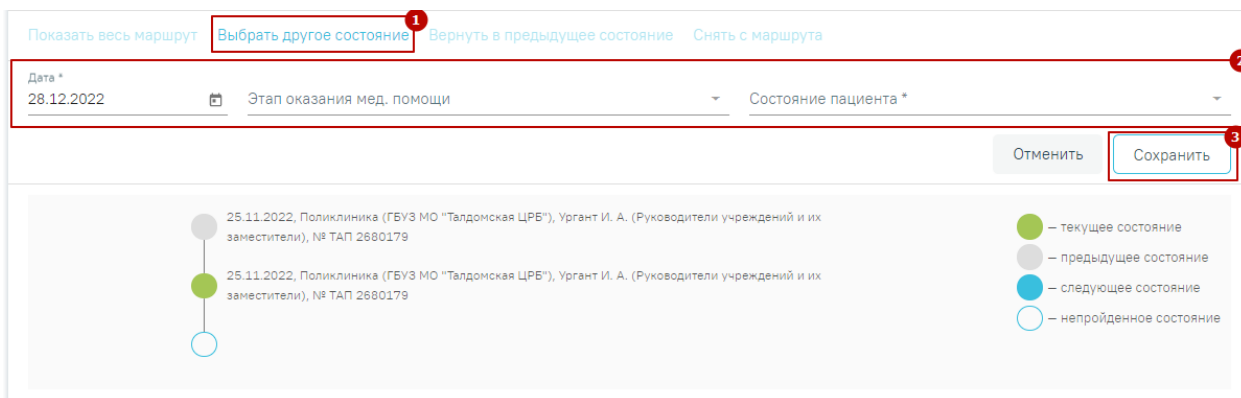 1
Показать весь маршрут Выбрать другое состояние Вернуть в предыдущее состояние Снять с маршрута
2
Дата *
28.12.2022 Этап оказания мед. помощи Состояние пациента *
3
Отменить Сохранить
25.11.2022, Поликлиника (ГБУЗ МО "Талдомская ЦРБ"), Ургант И. А. (Руководители учреждений и их
заместители), № ТАП 2680179
25.11.2022, Поликлиника (ГБУЗ МО "Талдомская ЦРБ"), Ургант И. А. (Руководители учреждений и их
заместители), № ТАП 2680179
– текущее состояние
– предыдущее состояние
– следующее состояние
– непройденное состояние